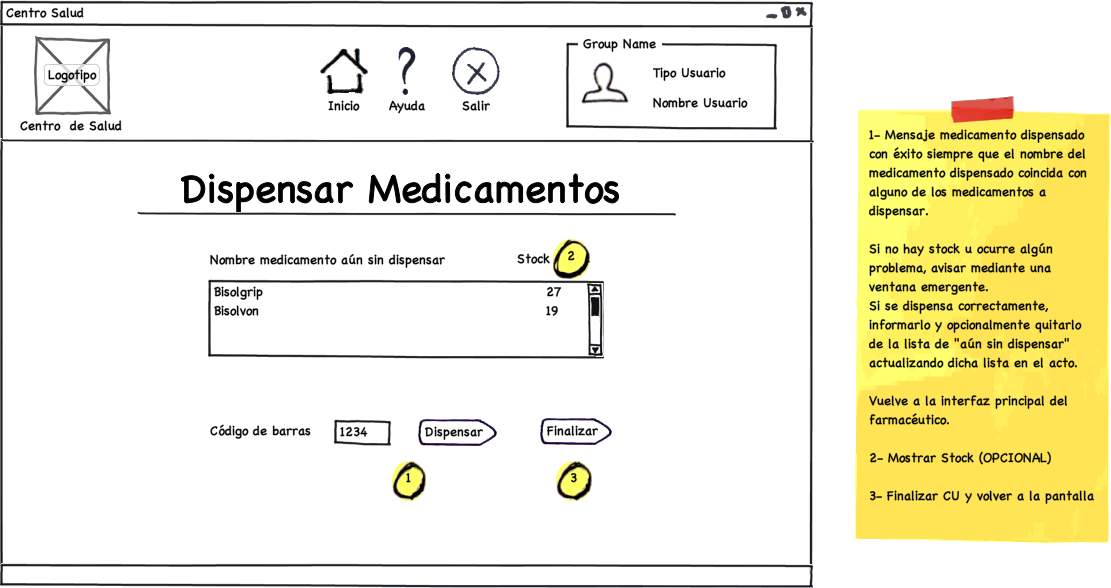 Centro Salud
Logotipo
Centro de Salud
Inicio
Ayuda
Salir
Group Name
Tipo Usuario
Nombre Usuario
Dispensar Medicamentos
Nombre medicamento aún sin dispensar Stock 2
Bisolgrip 27
Bisolvon 19
Código de barras 1234 Dispensar Finalizar
1 3
1- Mensaje medicamento dispensado
con éxito siempre que el nombre del
medicamento dispensado coincida con
alguno de los medicamentos a
dispensar.
Si no hay stock u ocurre algún
problema, avisar mediante una
ventana emergente.
Si se dispensa correctamente,
informarlo y opcionalmente quitarlo
de la lista de "aún sin dispensar"
actualizando dicha lista en el acto.
Vuelve a la interfaz principal del
farmacéutico.
2- Mostrar Stock (OPCIONAL)
3- Finalizar CU y volver a la pantalla